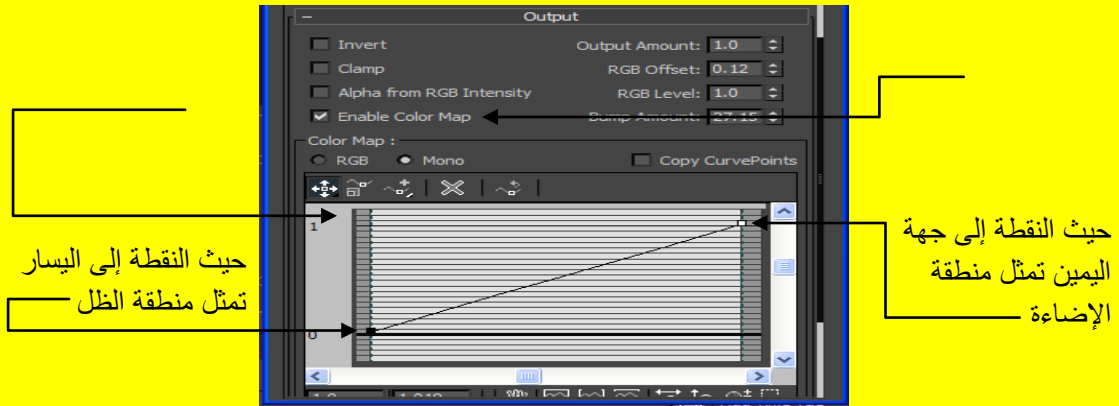 Output
Invert
Output Amount: 1.0
Clamp
RGB Offset: 0.12
Alpha from RGB Intensity
RGB Level: 1.0
Enable Color Map
Bump Amount: 27.15
Color Map :
RGB
Mono
Copy CurvePoints
1
0
حيث النقطة إلى جهة
اليمين تمثل منطقة
الإضاءة
حيث النقطة إلى اليسار
تمثل منطقة الظل